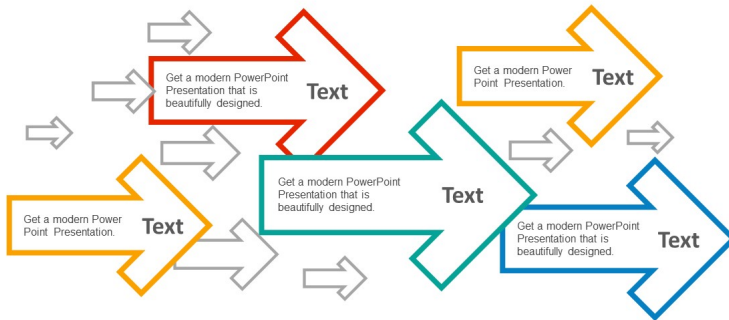 Get a modern PowerPoint
Presentation that is
beautifully designed.
Text
Get a modern Power
Point Presentation.
Text
Get a modern Power
Point Presentation.
Text
Get a modern PowerPoint
Presentation that is
beautifully designed.
Text
Get a modern PowerPoint
Presentation that is
beautifully designed.
Text